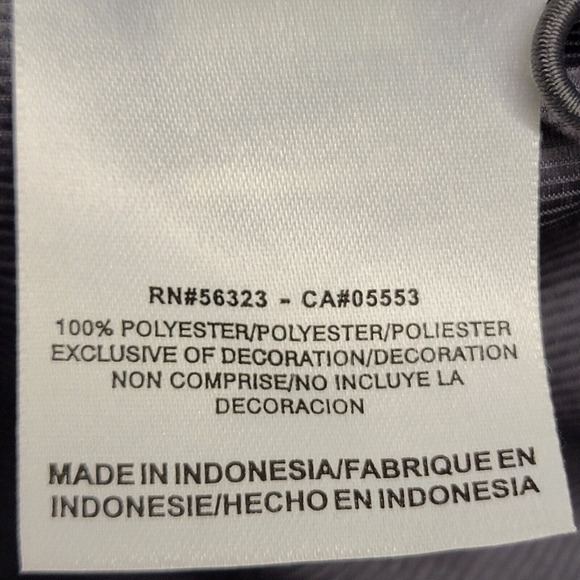 RN#56323 - CA#05553
100% POLYESTER/POLYESTER/POLIESTER
EXCLUSIVE OF DECORATION/DECORATION
NON COMPRISE/NO INCLUYE LA
DECORACION
MADE IN INDONESIA/FABRIQUE EN
INDONESIE/HECHO EN INDONESIA